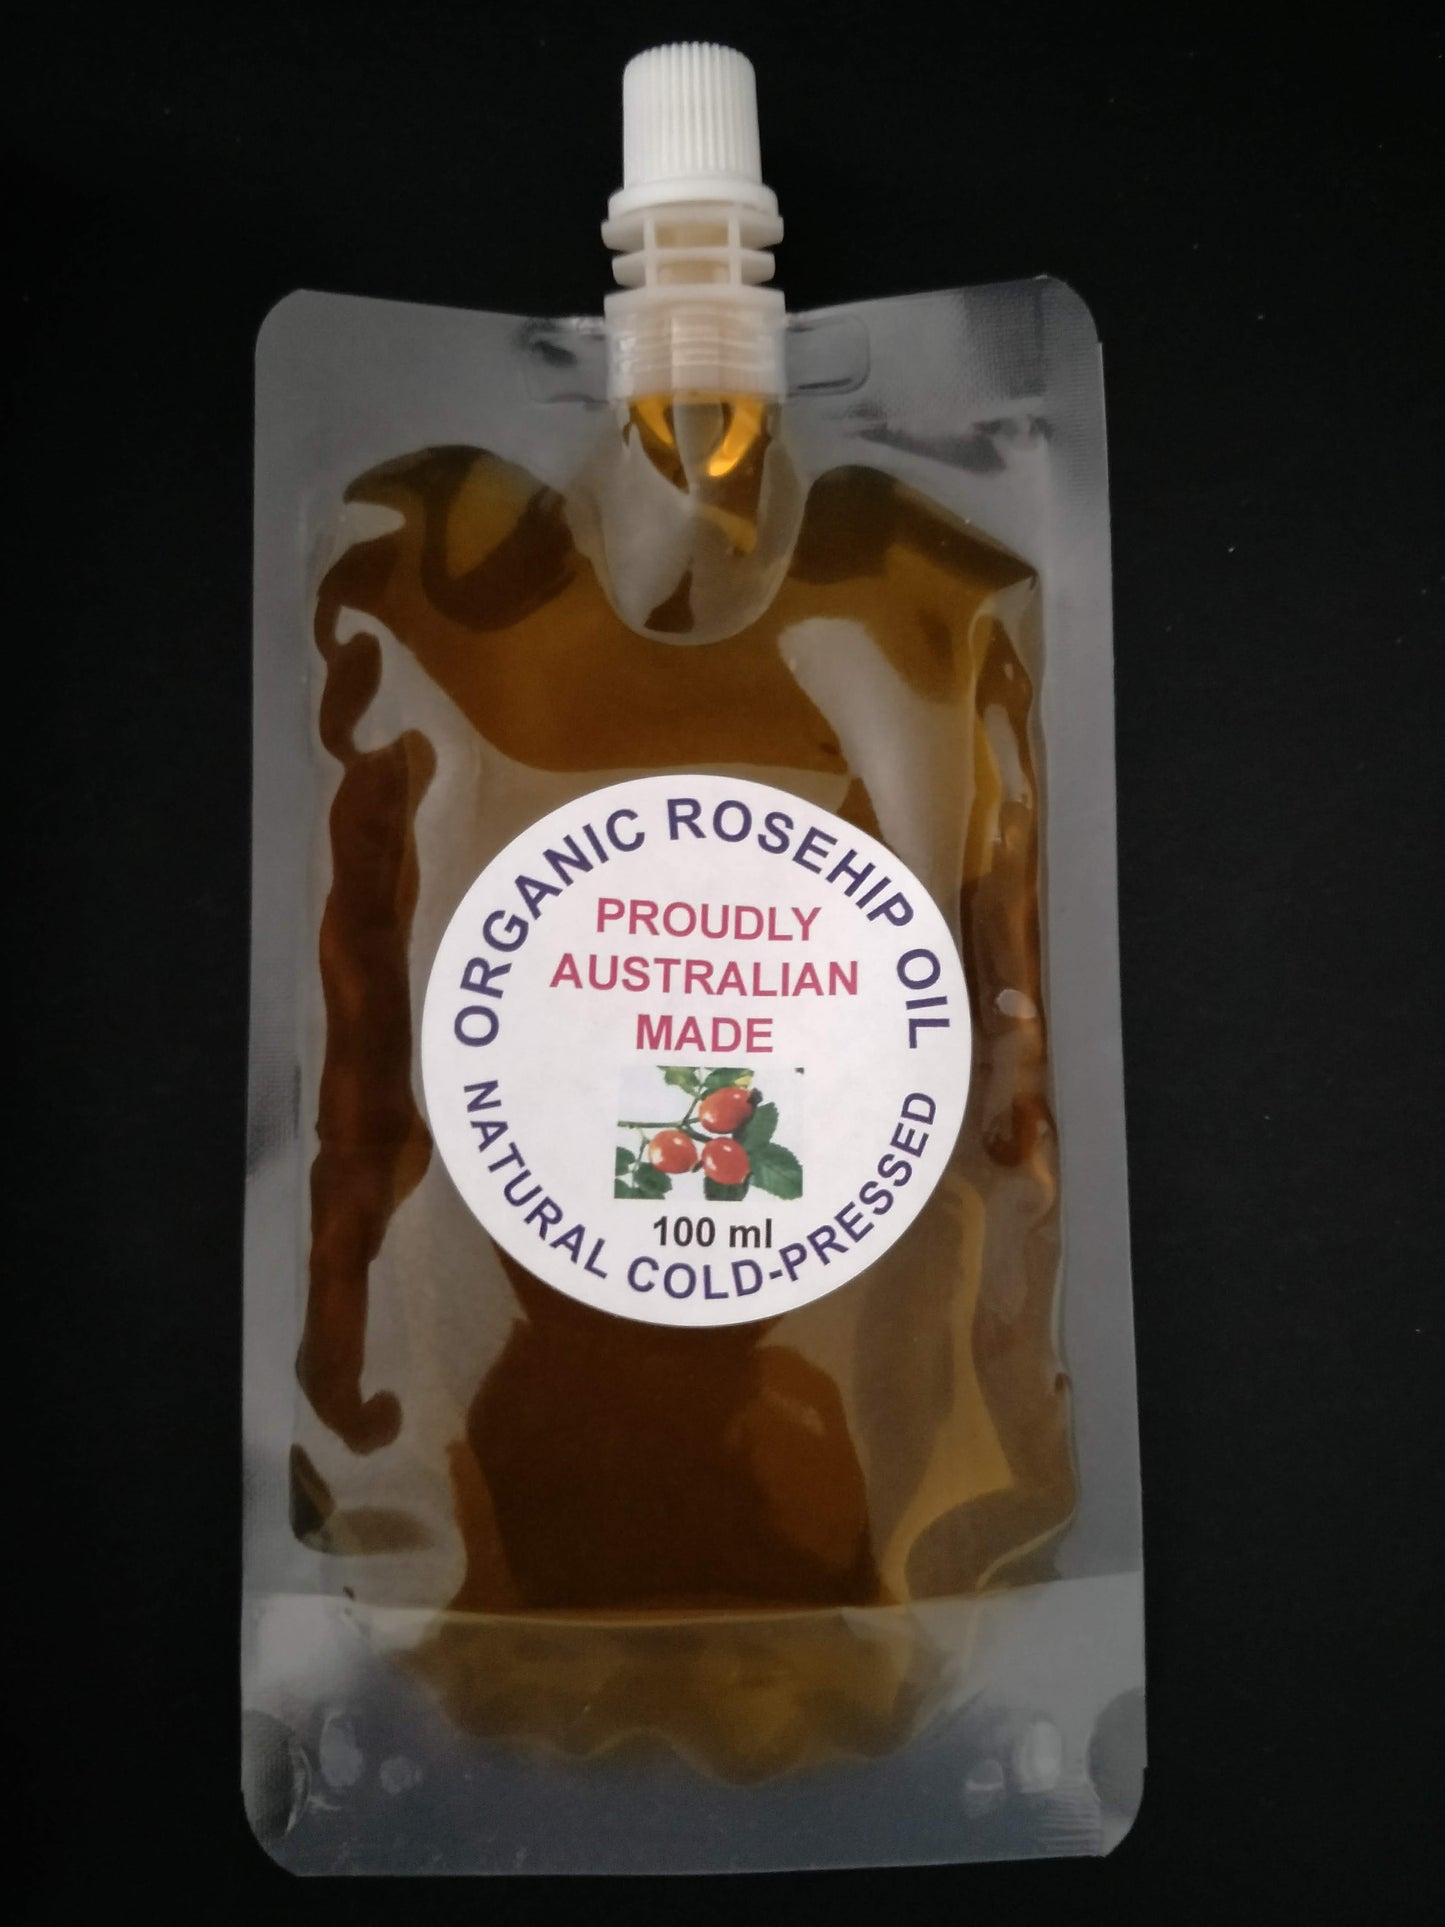 ORGANIC ROSEHIP OIL
PROUDLY
AUSTRALIAN
MADE
100 ml
NATURAL COLD-PRESSED